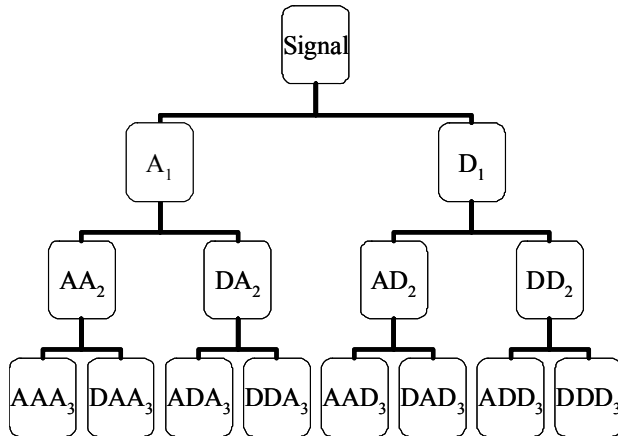 Signal
A₁ D₁
AA₂ DA₂ AD₂ DD₂
AAA₃ DAA₃ ADA₃ DDA₃ AAD₃ DAD₃ ADD₃ DDD₃